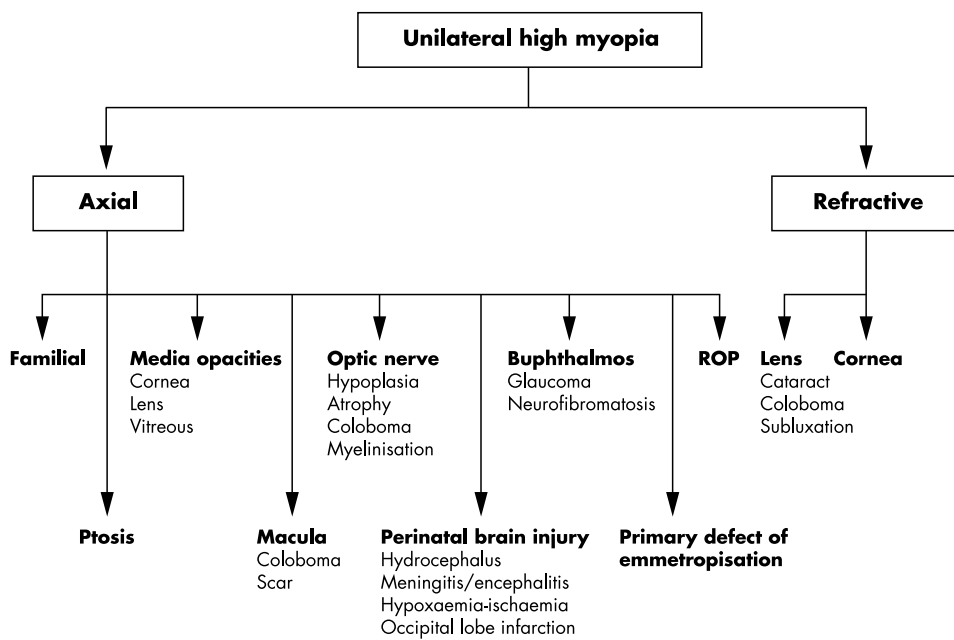 Unilateral high myopia
Axial
Refractive
Familial
Media opacities
Cornea
Lens
Vitreous
Optic nerve
Hypoplasia
Atrophy
Coloboma
Myelinisation
Buphthalmos
Glaucoma
Neurofibromatosis
ROP
Lens
Cataract
Coloboma
Subluxation
Cornea
Ptosis
Macula
Coloboma
Scar
Perinatal brain injury
Hydrocephalus
Meningitis/encephalitis
Hypoxaemia-ischaemia
Occipital lobe infarction
Primary defect of
emmetropisation